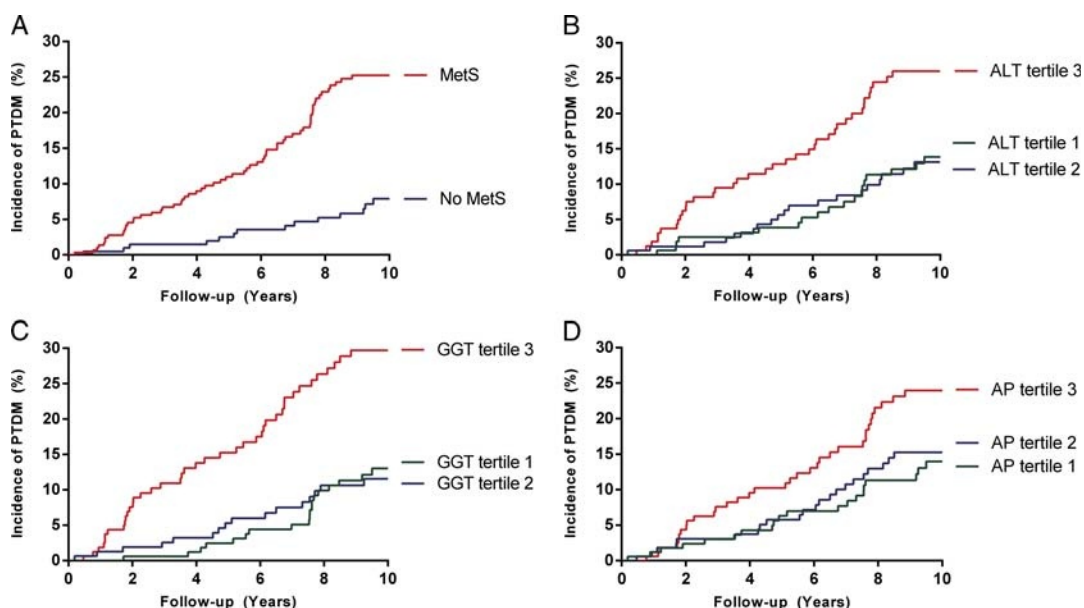 A
Incidence of PTDM (%)
30
25
20
15
10
5
0
0 2 4 6 8 10
Follow-up (Years)
MetS
No MetS
B
Incidence of PTDM (%)
30
25
20
15
10
5
0
0 2 4 6 8 10
Follow-up (Years)
ALT tertile 3
ALT tertile 1
ALT tertile 2
C
Incidence of PTDM (%)
30
25
20
15
10
5
0
0 2 4 6 8 10
Follow-up (Years)
GGT tertile 3
GGT tertile 1
GGT tertile 2
D
Incidence of PTDM (%)
30
25
20
15
10
5
0
0 2 4 6 8 10
Follow-up (Years)
AP tertile 3
AP tertile 2
AP tertile 1